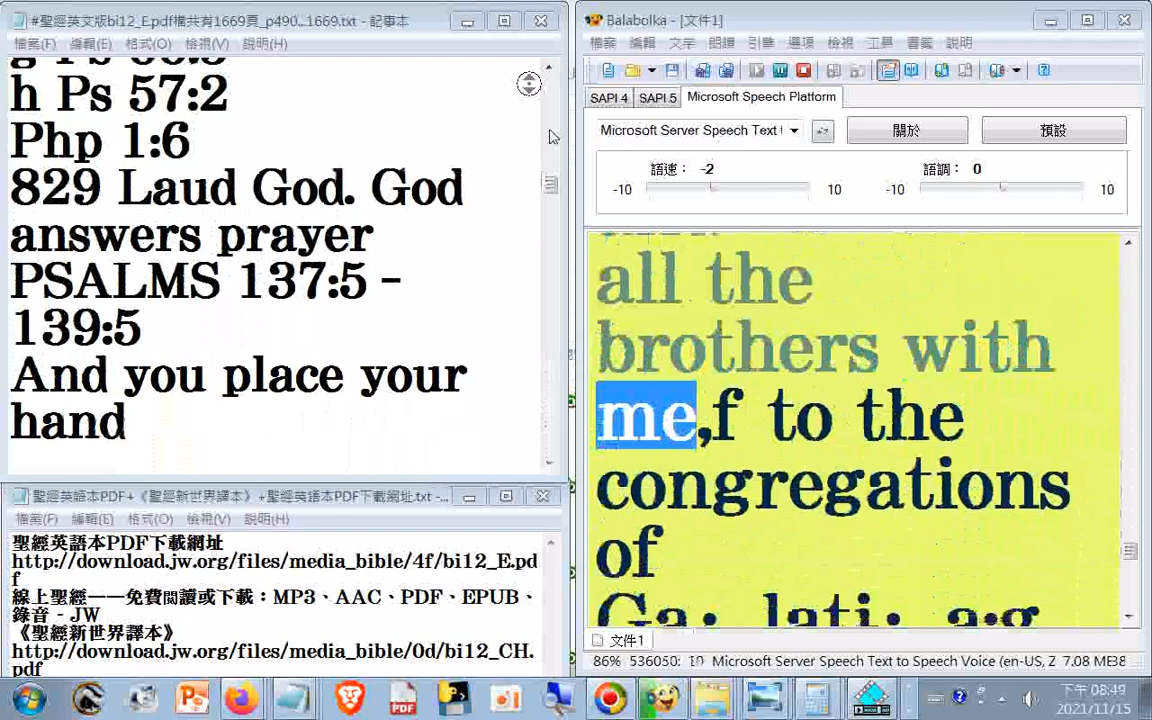 #聖經英文版bi12_E.pdf橫共有1669頁_p490...1669.txt - 記事本
檔案(F) 編輯(E) 格式(O) 檢視(V) 說明(H)
h Ps 57:2
Php 1:6
829 Laud God. God
answers prayer
PSALMS 137:5 –
139:5
And you place your
hand
聖經英語本PDF+《聖經新世界譯本》+聖經英語本PDF下載網址.txt - ...
檔案(F) 編輯(E) 格式(O) 檢視(V) 說明(H)
聖經英語本PDF下載網址
http://download.jw.org/files/media_bible/4f/bi12_E.pd
f
線上聖經——免費閱讀或下載：MP3、AAC、PDF、EPUB、
錄音 - JW
《聖經新世界譯本》
http://download.jw.org/files/media_bible/0d/bi12_CH.
pdf
Balabolka - [文件1]
檔案 編輯 文字 朗讀 引擎 選項 檢視 工具 書籤 說明
SAPI 4 SAPI 5 Microsoft Speech Platform
Microsoft Server Speech Text 關於 預設
語速： -2 語調： 0
-10 10 -10 10
all the
brothers with
me,f to the
congregations
of
Ga· lati· a:g
文件1
86% 536050: 19 Microsoft Server Speech Text to Speech Voice (en-US, Z 7.08 MB
下午 08:49
2021/11/15